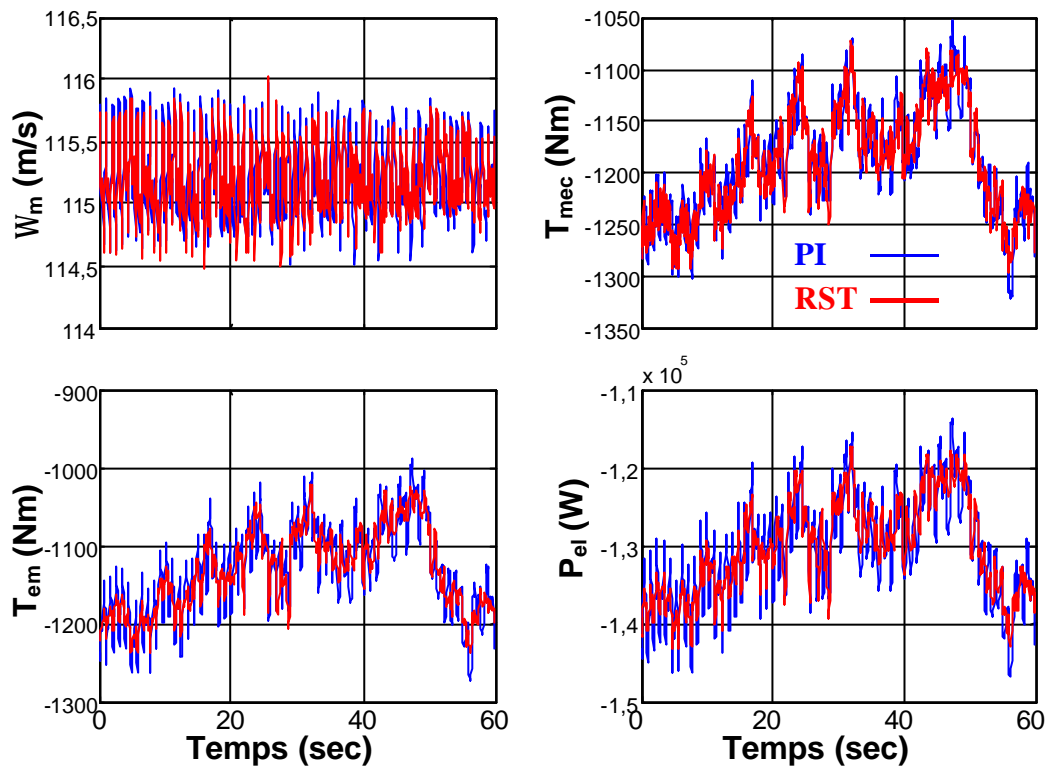 116,5
116
115,5
115
114,5
114
W_m (m/s)
-1050
-1100
-1150
-1200
-1250
-1300
-1350
T_mec (Nm)
PI
RST
-900
-1000
-1100
-1200
-1300
T_em (Nm)
0 20 40 60
Temps (sec)
x 10^5
-1,1
-1,2
-1,3
-1,4
-1,5
P_el (W)
0 20 40 60
Temps (sec)